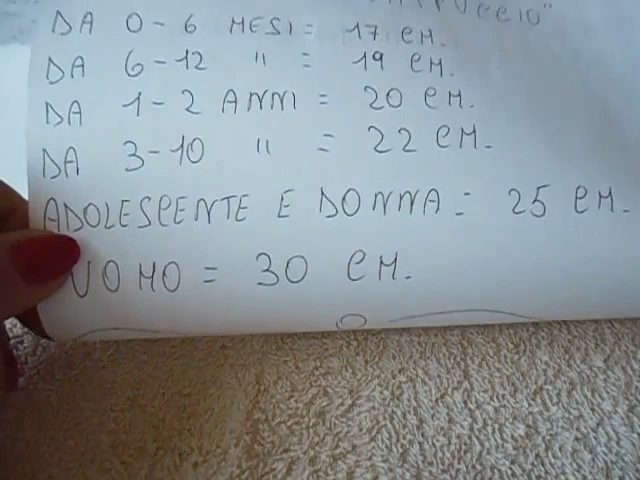 DA 0-6 MESI = 17 CM.
DA 6-12 " = 19 CM.
DA 1-2 ANNI = 20 CM.
DA 3-10 " = 22 CM.
ADOLESCENTE E DONNA = 25 CM.
UOMO = 30 CM.